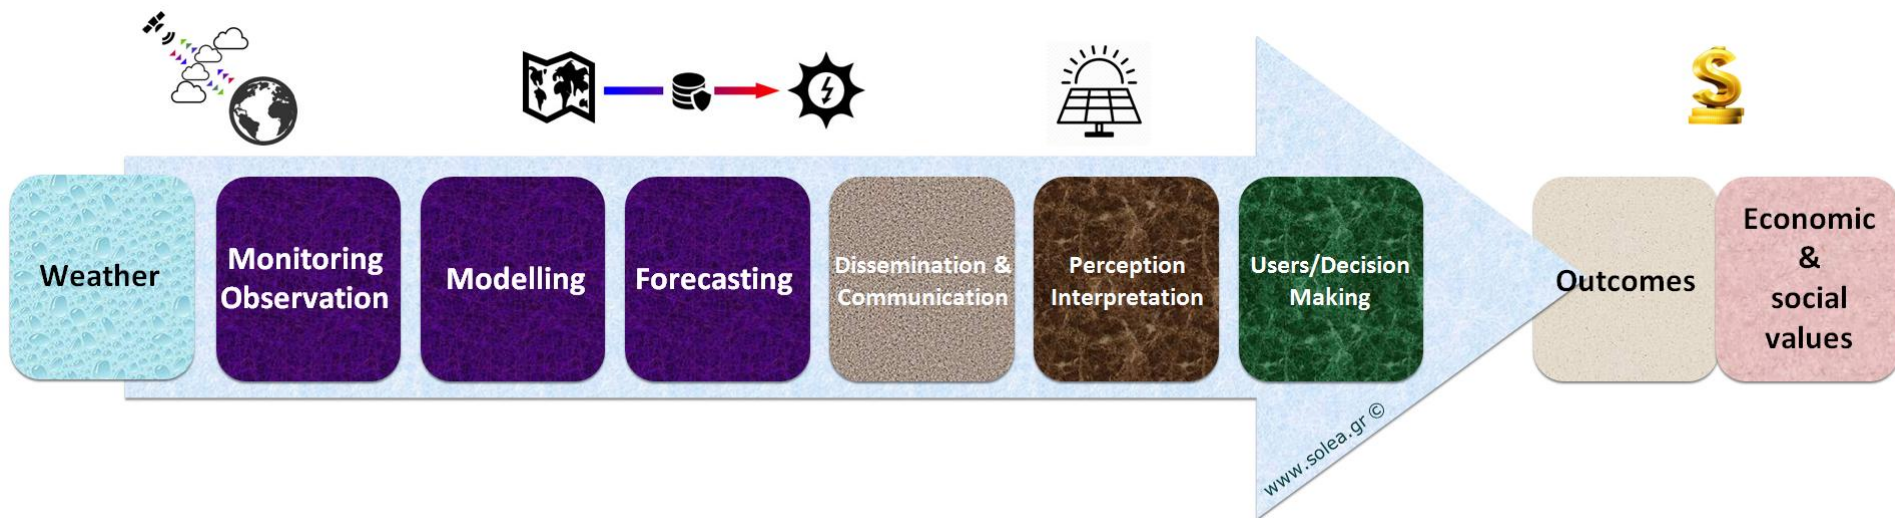 Weather
Monitoring
Observation
Modelling
Forecasting
Dissemination &
Communication
Perception
Interpretation
Users/Decision
Making
Outcomes
Economic
&
social
values
www.solea.gr ©